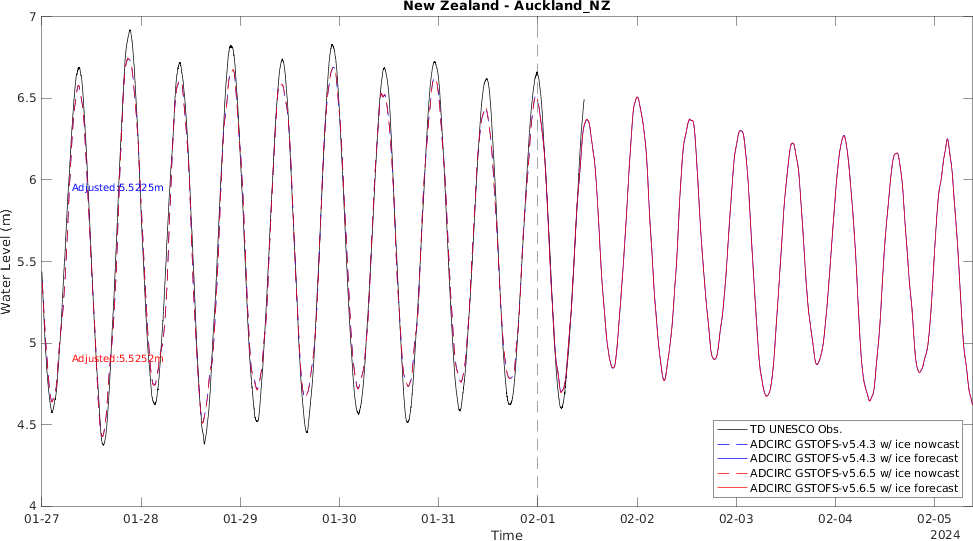 New Zealand - Auckland_NZ
7
6.5
6
5.5
5
4.5
4
Water Level (m)
Adjusted:5.5225m
Adjusted:5.5252m
TD UNESCO Obs.
ADCIRC GSTOFS-v5.4.3 w/ ice nowcast
ADCIRC GSTOFS-v5.4.3 w/ ice forecast
ADCIRC GSTOFS-v5.6.5 w/ ice nowcast
ADCIRC GSTOFS-v5.6.5 w/ ice forecast
01-27 01-28 01-29 01-30 01-31 02-01 02-02 02-03 02-04 02-05
Time
2024